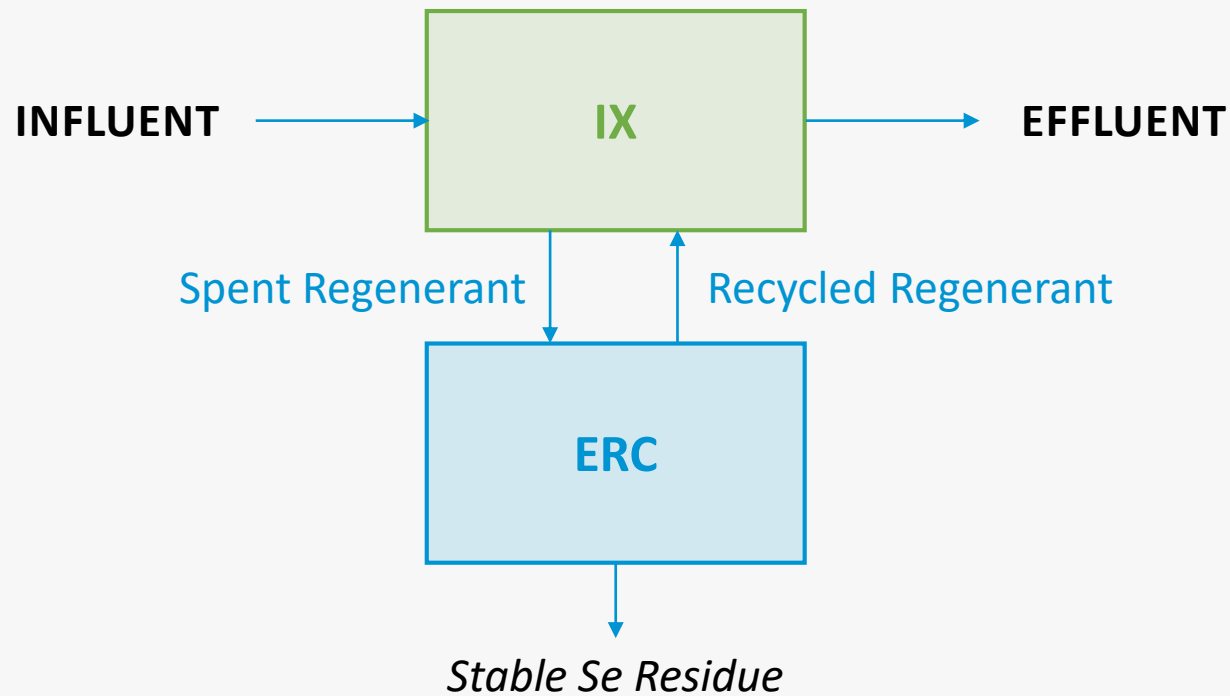 INFLUENT
IX
EFFLUENT
Spent Regenerant
Recycled Regenerant
ERC
Stable Se Residue